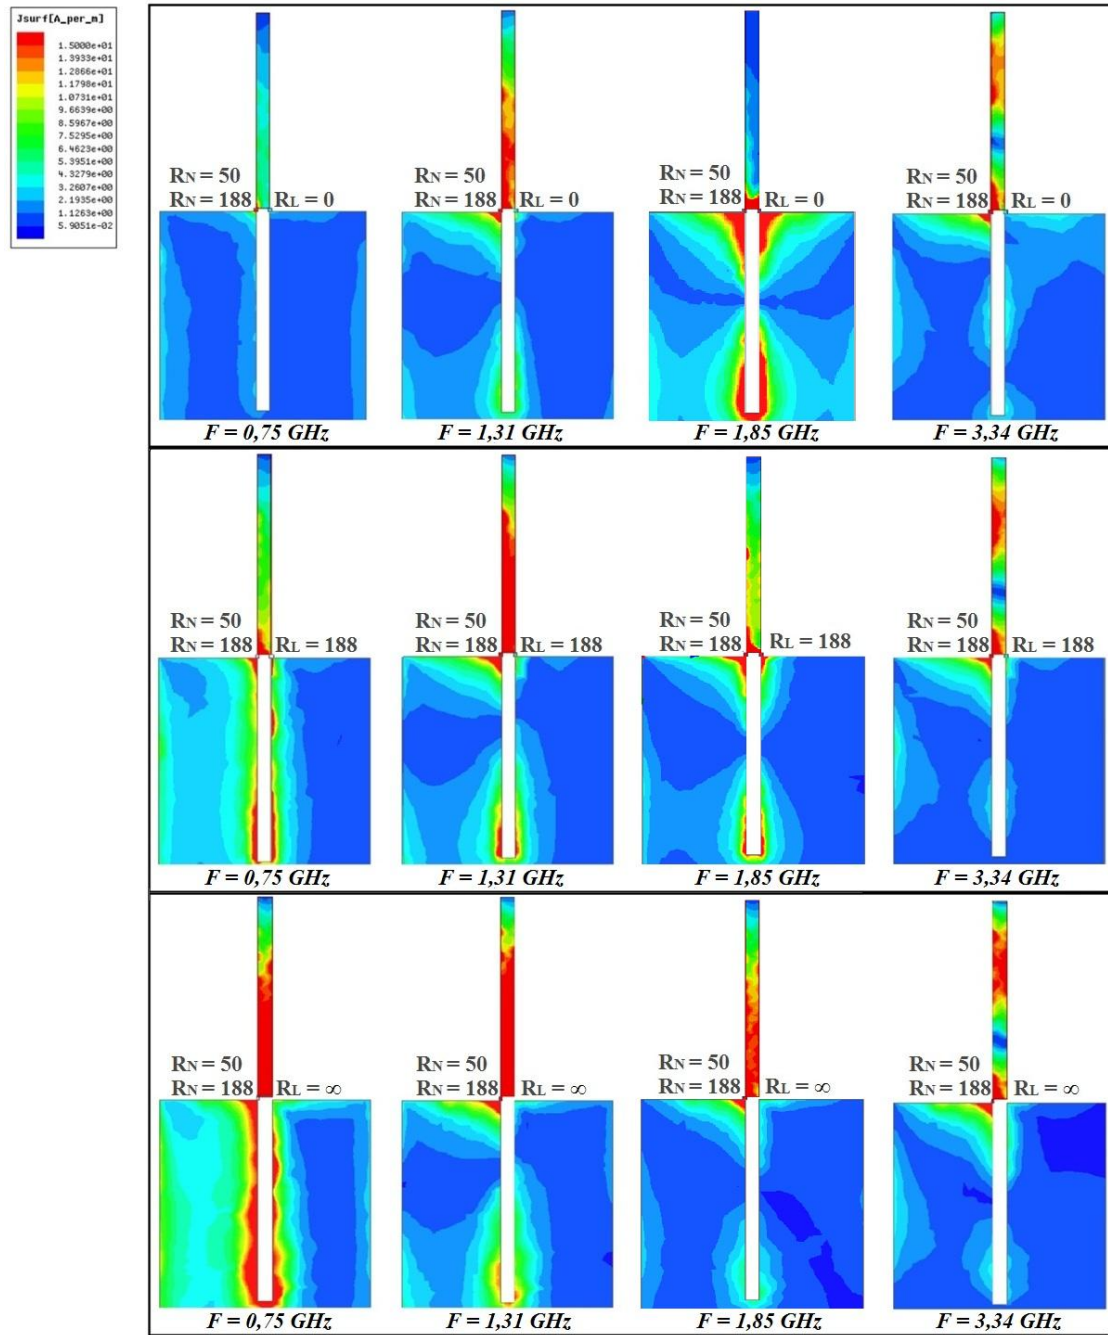 Jsurf[A_per_m]
1.5000e+01
1.3933e+01
1.2866e+01
1.1798e+01
1.0731e+01
9.6639e+00
8.5967e+00
7.5295e+00
6.4623e+00
5.3951e+00
4.3279e+00
3.2607e+00
2.1935e+00
1.1263e+00
5.9051e-02
RN = 50
RN = 188 RL = 0
F = 0,75 GHz
RN = 50
RN = 188 RL = 0
F = 1,31 GHz
RN = 50
RN = 188 RL = 0
F = 1,85 GHz
RN = 50
RN = 188 RL = 0
F = 3,34 GHz
RN = 50
RN = 188 RL = 188
F = 0,75 GHz
RN = 50
RN = 188 RL = 188
F = 1,31 GHz
RN = 50
RN = 188 RL = 188
F = 1,85 GHz
RN = 50
RN = 188 RL = 188
F = 3,34 GHz
RN = 50
RN = 188 RL = ∞
F = 0,75 GHz
RN = 50
RN = 188 RL = ∞
F = 1,31 GHz
RN = 50
RN = 188 RL = ∞
F = 1,85 GHz
RN = 50
RN = 188 RL = ∞
F = 3,34 GHz